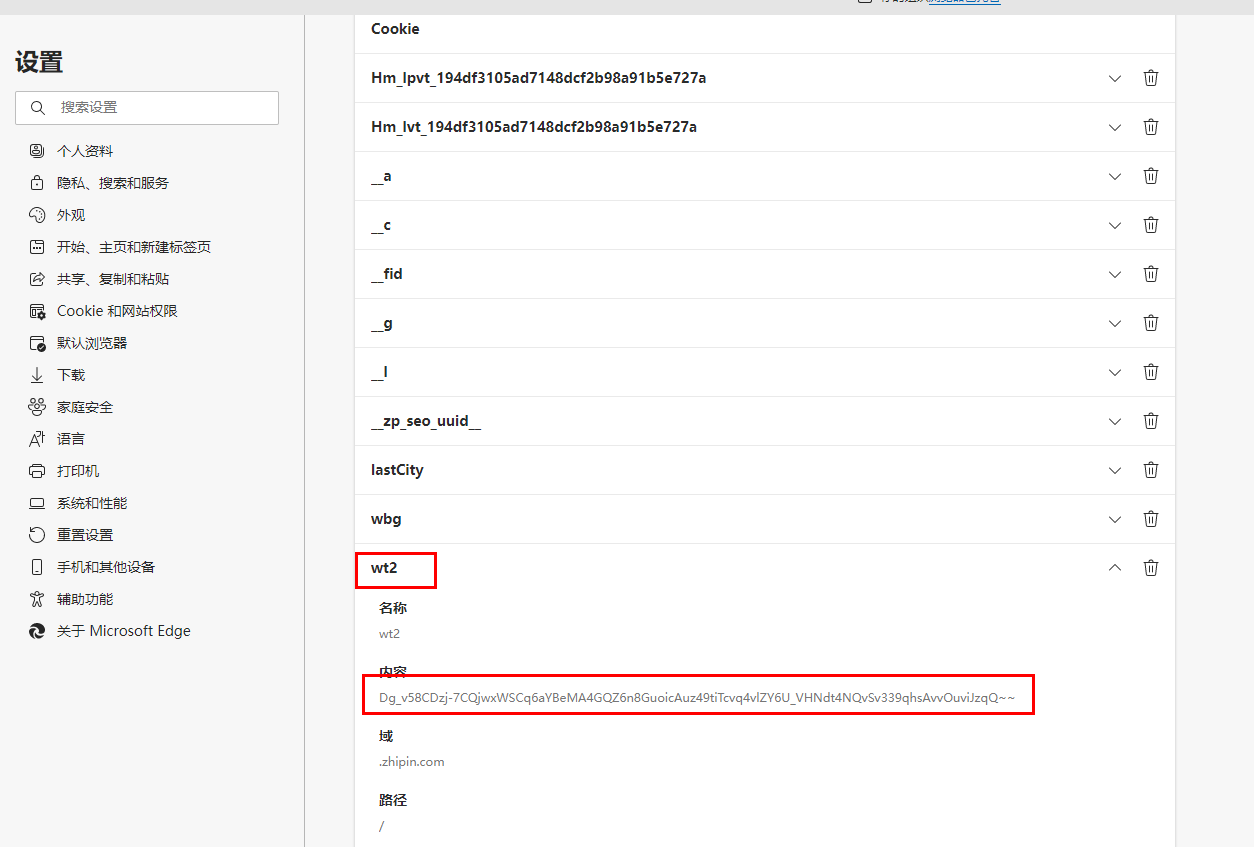 Cookie
设置
搜索设置
个人资料
隐私、搜索和服务
外观
开始、主页和新建标签页
共享、复制和粘贴
Cookie 和网站权限
默认浏览器
下载
家庭安全
语言
打印机
系统和性能
重置设置
手机和其他设备
辅助功能
关于 Microsoft Edge
Hm_lpvt_194df3105ad7148dcf2b98a91b5e727a
Hm_lvt_194df3105ad7148dcf2b98a91b5e727a
__a
__c
__fid
__g
__l
__zp_seo_uuid__
lastCity
wbg
wt2
名称
wt2
内容
Dg_v58CDzj-7CQjwxWSCq6aYBeMA4GQZ6n8GuoicAuz49tiTcvq4vlZY6U_VHNdt4NQvSv339qhsAvvOuviJzqQ~~
域
.zhipin.com
路径
/